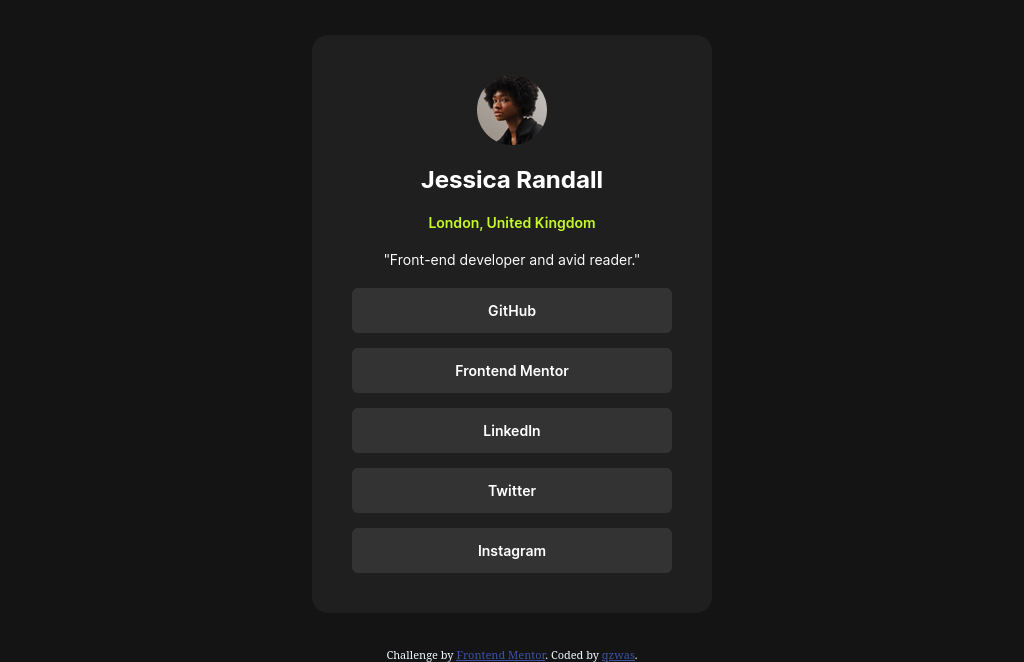 Jessica Randall
London, United Kingdom
"Front-end developer and avid reader."
GitHub
Frontend Mentor
LinkedIn
Twitter
Instagram
Challenge by Frontend Mentor. Coded by qzwas.